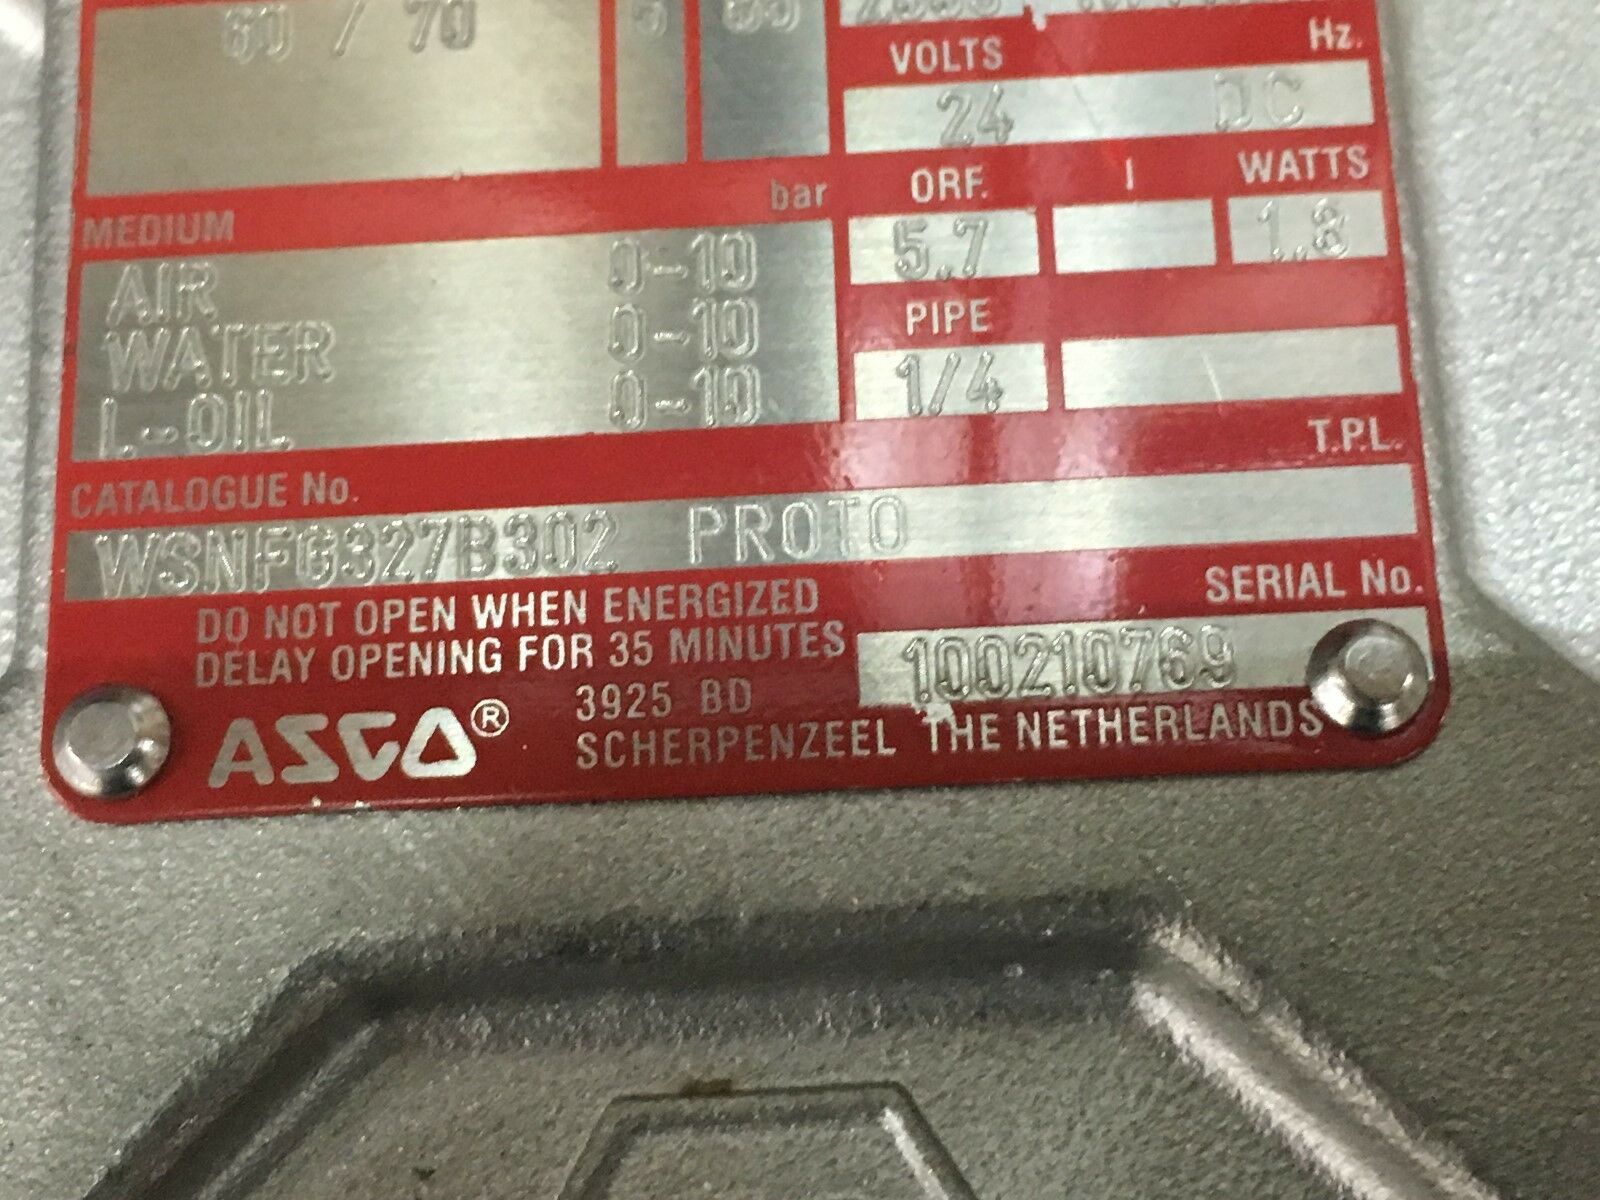 60 / 70
VOLTS Hz.
24 DC
MEDIUM bar
ORF. I WATTS
5.7 1.8
AIR 0-10
WATER 0-10
L-OIL 0-10
PIPE
1/4
T.P.L.
CATALOGUE No.
WSNFG327B302 PROTO
DO NOT OPEN WHEN ENERGIZED
DELAY OPENING FOR 35 MINUTES
SERIAL No.
100210769
ASCO®
3925 BD
SCHERPENZEEL THE NETHERLANDS